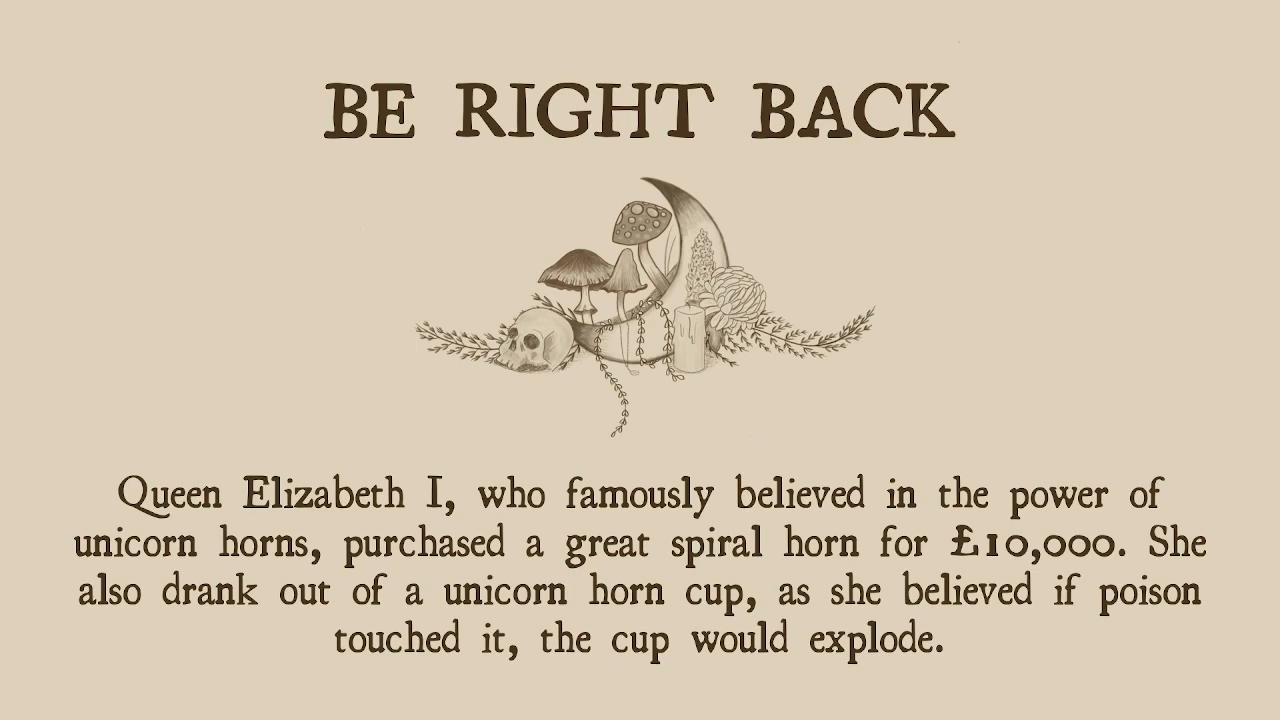 BE RIGHT BACK
Queen Elizabeth I, who famously believed in the power of
unicorn horns, purchased a great spiral horn for £10,000. She
also drank out of a unicorn horn cup, as she believed if poison
touched it, the cup would explode.